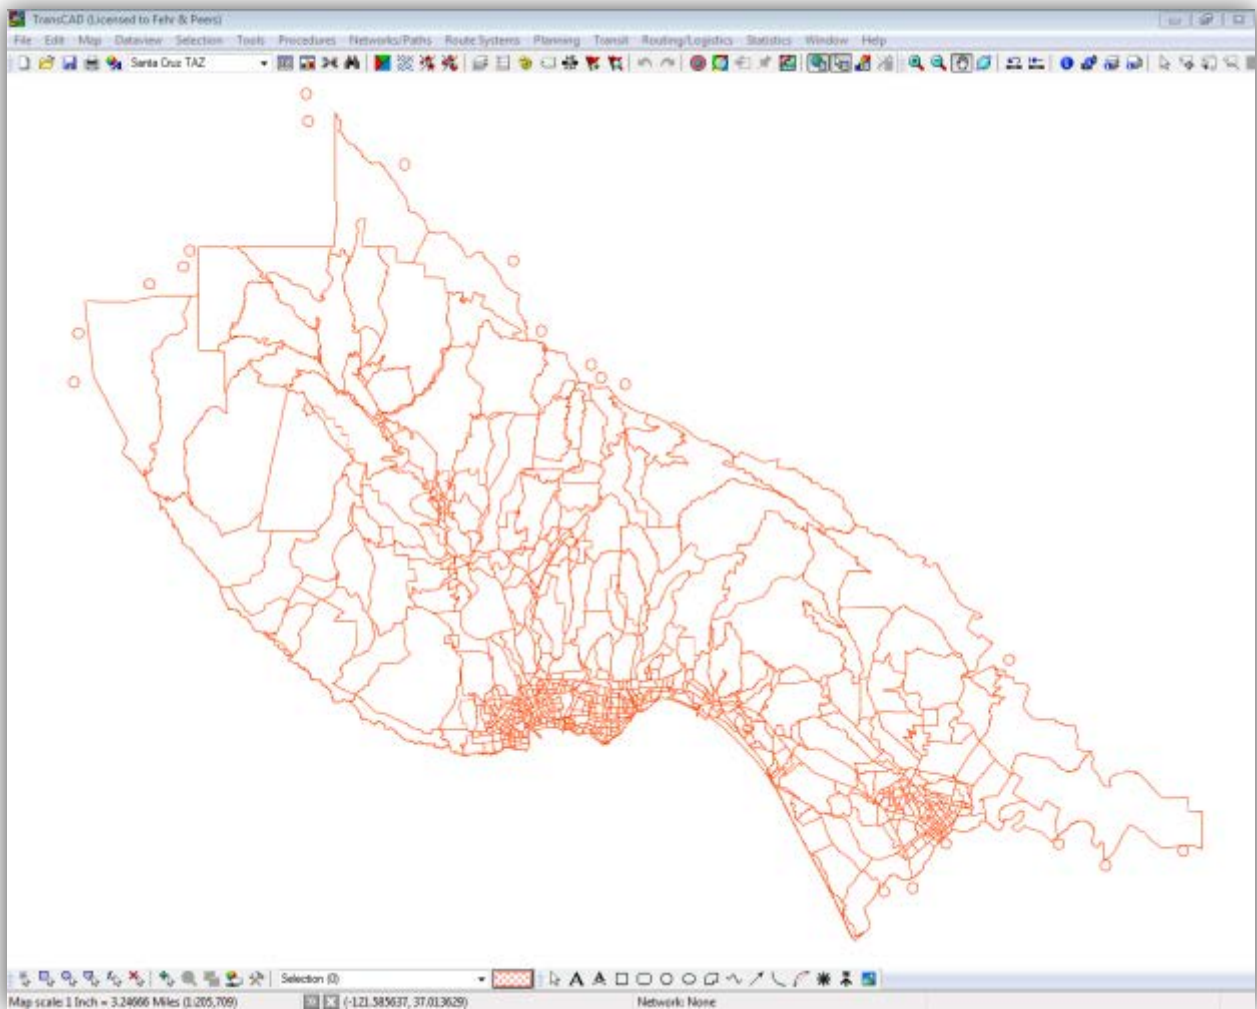 TransCAD (Licensed to Fehr & Peers)
File Edit Map Dataview Selection Tools Procedures Networks/Paths Route Systems Planning Transit Routing/Logistics Statistics Window Help
Santa Cruz TAZ
Selection (0)
Map scale: 1 Inch = 3.24666 Miles (1:205,709) (-121.585637, 37.013629) Network: None